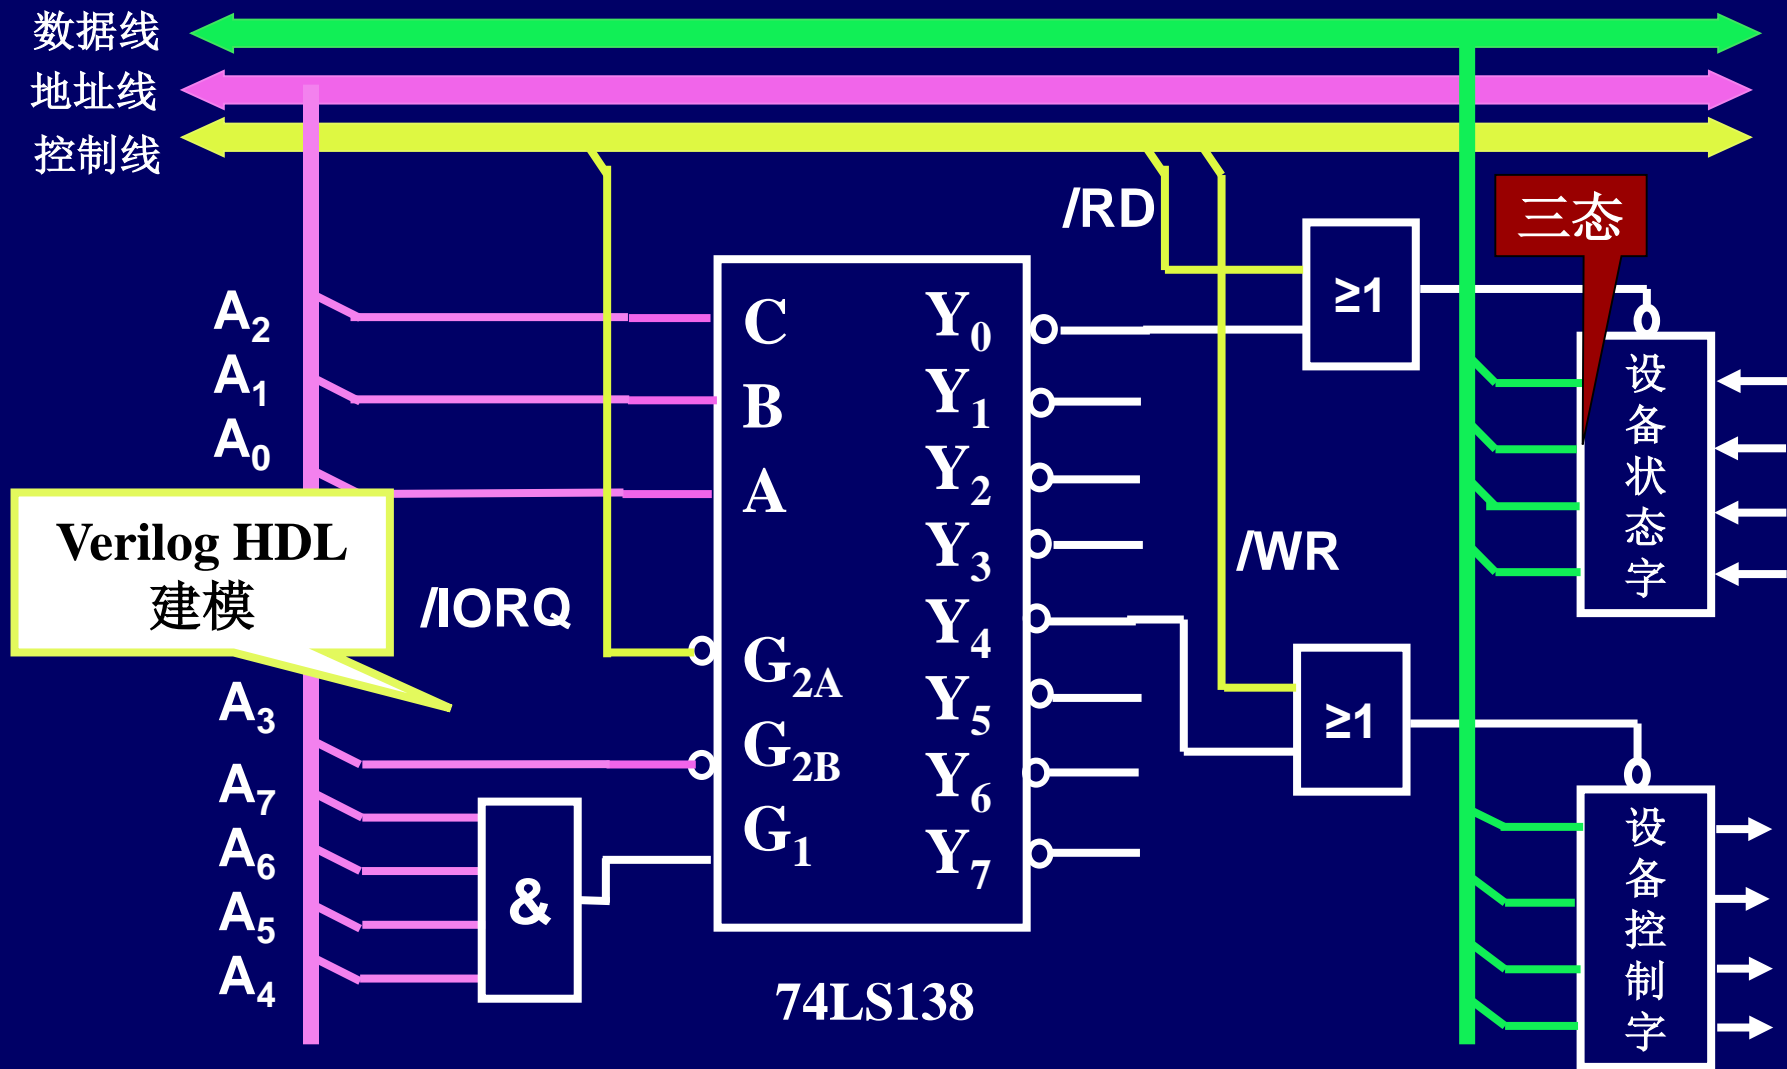 数据线
地址线
控制线
/RD
三态
≥1
A2
A1
A0
C
B
A
Y0
Y1
Y2
Y3
Y4
Y5
Y6
Y7
设备状态字
Verilog HDL
建模
/IORQ
/WR
G2A
G2B
G1
≥1
A3
A7
A6
A5
A4
&
设备控制字
74LS138